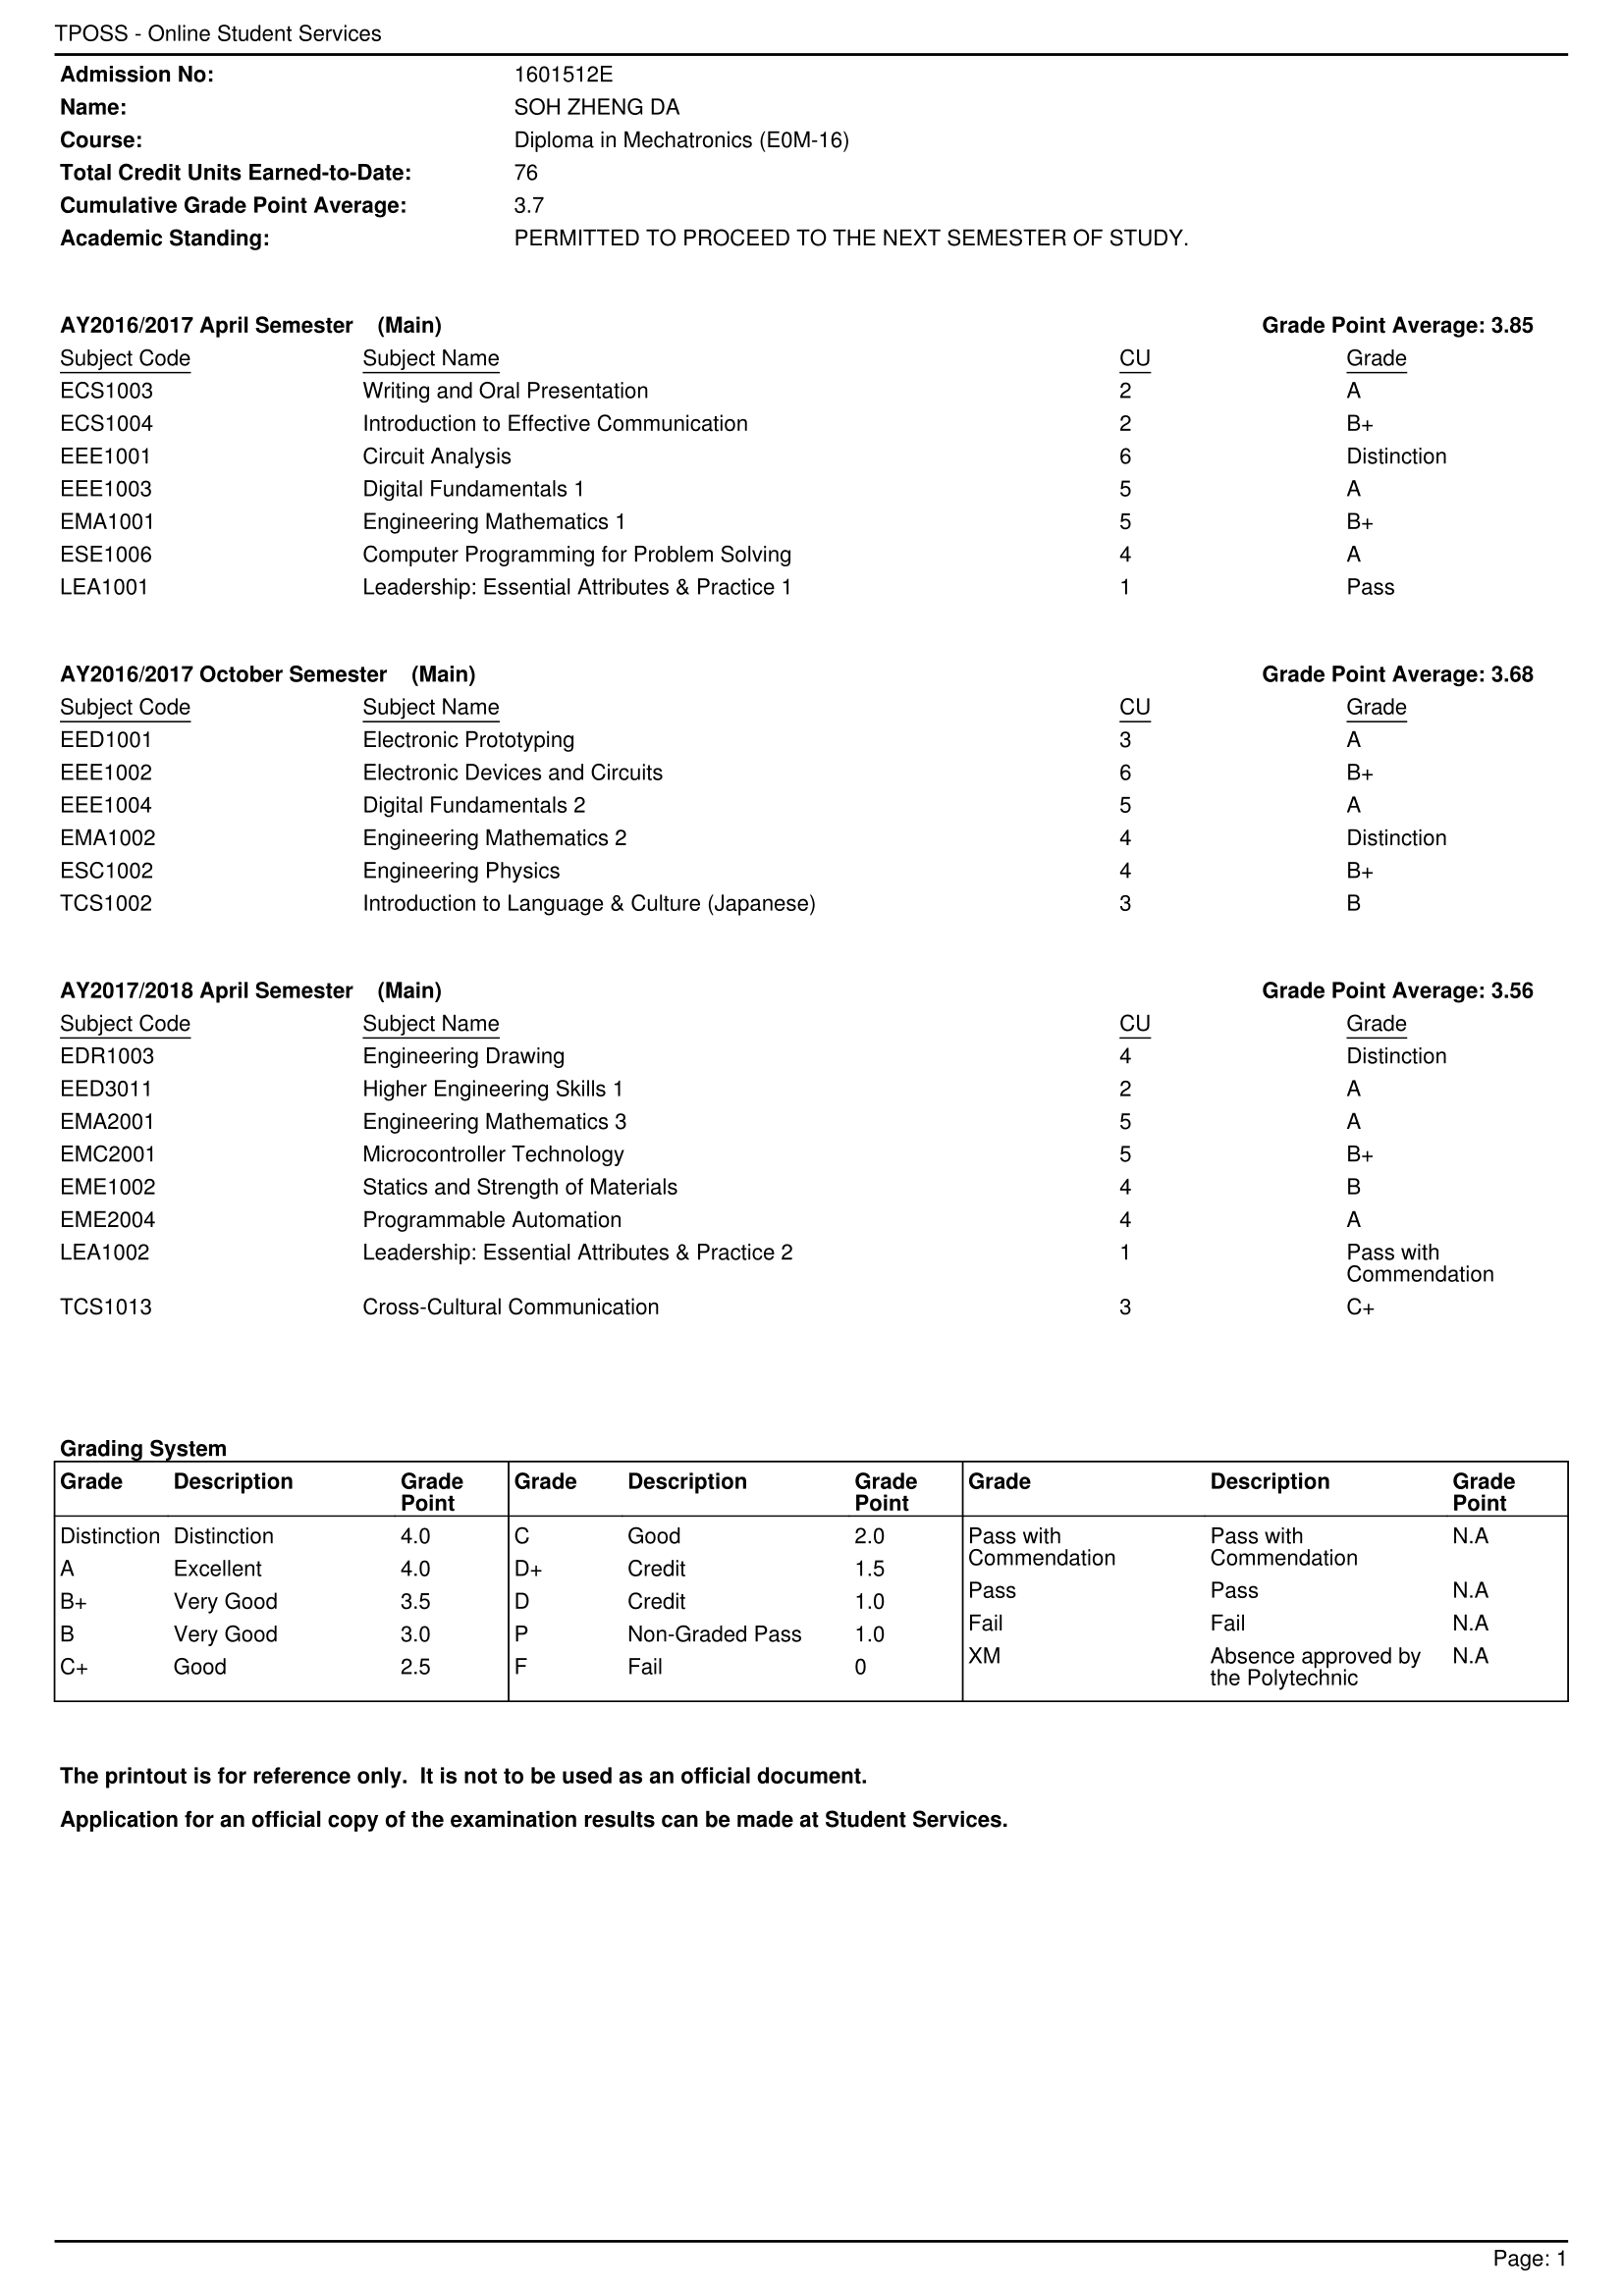 TPOSS - Online Student Services
Admission No: 1601512E
Name: SOH ZHENG DA
Course: Diploma in Mechatronics (E0M-16)
Total Credit Units Earned-to-Date: 76
Cumulative Grade Point Average: 3.7
Academic Standing: PERMITTED TO PROCEED TO THE NEXT SEMESTER OF STUDY.
AY2016/2017 April Semester (Main) Grade Point Average: 3.85
Subject Code Subject Name CU Grade
ECS1003 Writing and Oral Presentation 2 A
ECS1004 Introduction to Effective Communication 2 B+
EEE1001 Circuit Analysis 6 Distinction
EEE1003 Digital Fundamentals 1 5 A
EMA1001 Engineering Mathematics 1 5 B+
ESE1006 Computer Programming for Problem Solving 4 A
LEA1001 Leadership: Essential Attributes & Practice 1 1 Pass
AY2016/2017 October Semester (Main) Grade Point Average: 3.68
Subject Code Subject Name CU Grade
EED1001 Electronic Prototyping 3 A
EEE1002 Electronic Devices and Circuits 6 B+
EEE1004 Digital Fundamentals 2 5 A
EMA1002 Engineering Mathematics 2 4 Distinction
ESC1002 Engineering Physics 4 B+
TCS1002 Introduction to Language & Culture (Japanese) 3 B
AY2017/2018 April Semester (Main) Grade Point Average: 3.56
Subject Code Subject Name CU Grade
EDR1003 Engineering Drawing 4 Distinction
EED3011 Higher Engineering Skills 1 2 A
EMA2001 Engineering Mathematics 3 5 A
EMC2001 Microcontroller Technology 5 B+
EME1002 Statics and Strength of Materials 4 B
EME2004 Programmable Automation 4 A
LEA1002 Leadership: Essential Attributes & Practice 2 1 Pass with
Commendation
TCS1013 Cross-Cultural Communication 3 C+
Grading System
Grade Description Grade Grade Description Grade Grade Description Grade
Point Point Point
Distinction Distinction 4.0 C Good 2.0 Pass with Pass with N.A
Commendation Commendation
A Excellent 4.0 D+ Credit 1.5
Pass Pass N.A
B+ Very Good 3.5 D Credit 1.0
Fail Fail N.A
B Very Good 3.0 P Non-Graded Pass 1.0
XM Absence approved by N.A
C+ Good 2.5 F Fail 0
the Polytechnic
The printout is for reference only. It is not to be used as an official document.
Application for an official copy of the examination results can be made at Student Services.
Page: 1